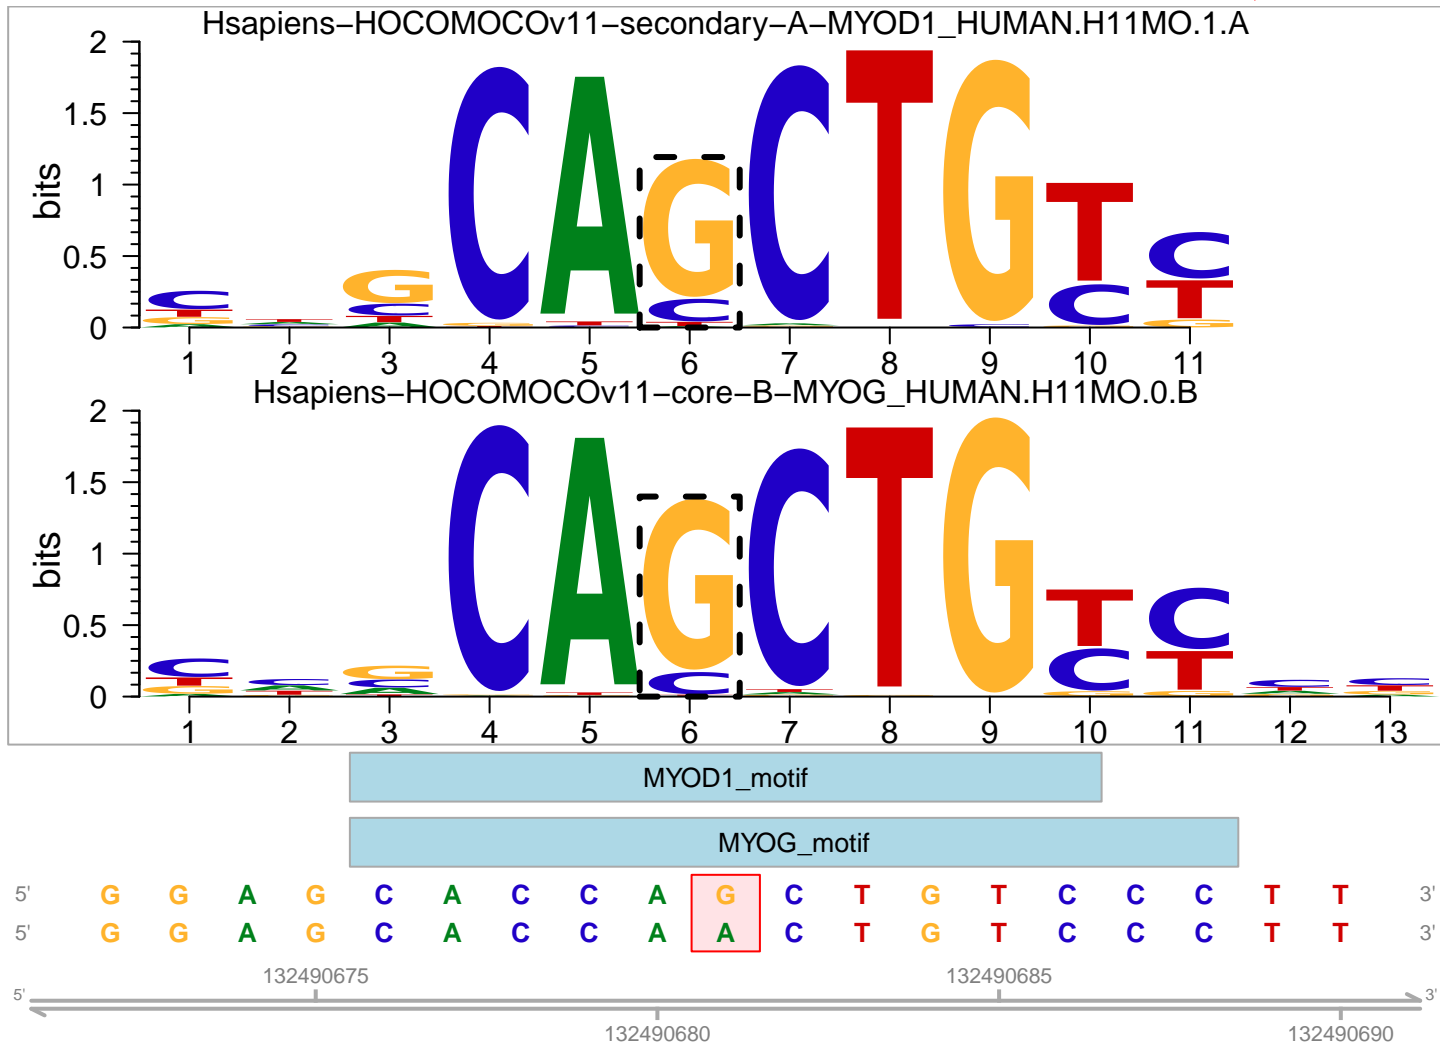 Hsapiens−HOCOMOCOv11−secondary−A−MYOD1_HUMAN.H11MO.1.A
bits
2
1.5
1
0.5
0
C T G A
T A C
G C T A
C
A T
G C T
C
T
G
T C
C T G
1 2 3 4 5 6 7 8 9 10 11
Hsapiens−HOCOMOCOv11−core−B−MYOG_HUMAN.H11MO.0.B
bits
2
1.5
1
0.5
0
C T G A
C A T
G C A
C
A T
G C
C T A
T
G
T C G
C T G
C T A
C T G
1 2 3 4 5 6 7 8 9 10 11 12 13
MYOD1_motif
MYOG_motif
5' G G A G C A C C A G C T G T C C C T T 3'
5' G G A G C A C C A A C T G T C C C T T 3'
132490675 132490685
5' 3'
132490680 132490690